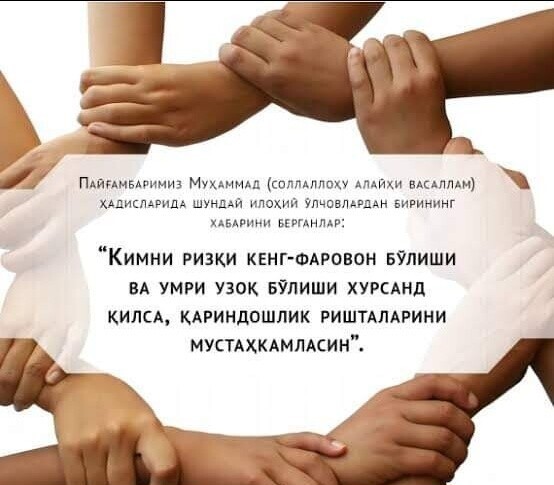 Пайғамбаримиз Муҳаммад (соллаллоҳу алайҳи васаллам)
ҳадисларида шундай илоҳий ўлчовлардан бирининг
хабарини берганлар:
“Кимни ризқи кенг-фаровон бўлиши
ва умри узоқ бўлиши хурсанд
қилса, қариндошлик ришталарини
мустаҳкамласин”.